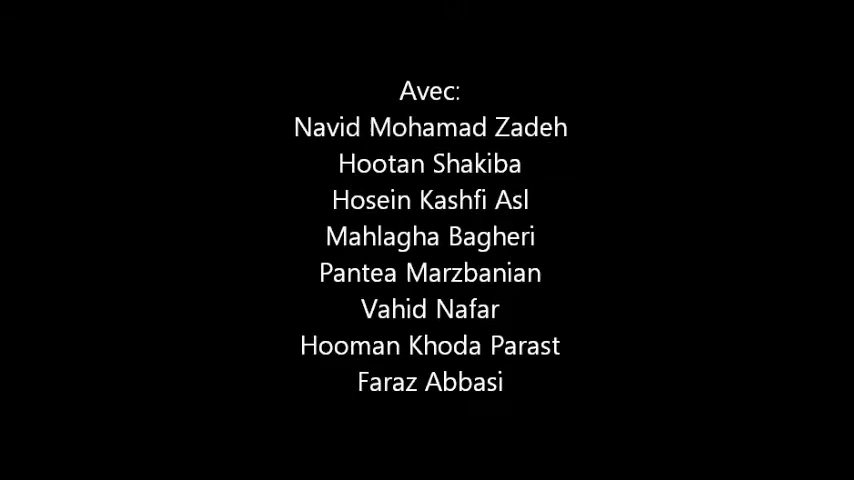 Avec:
Navid Mohamad Zadeh
Hootan Shakiba
Hosein Kashfi Asl
Mahlagha Bagheri
Pantea Marzbanian
Vahid Nafar
Hooman Khoda Parast
Faraz Abbasi